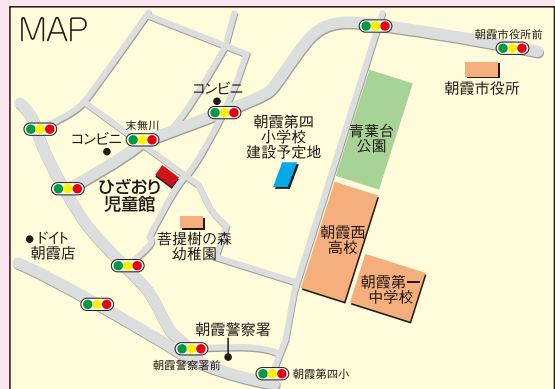 MAP
朝霞市役所前
朝霞市役所
コンビニ
末無川
コンビニ
朝霞第四
小学校
建設予定地
青葉台
公園
ひざおり
児童館
菩提樹の森
幼稚園
朝霞西
高校
ドイト
朝霞店
朝霞第一
中学校
朝霞警察署
朝霞警察署前
朝霞第四小